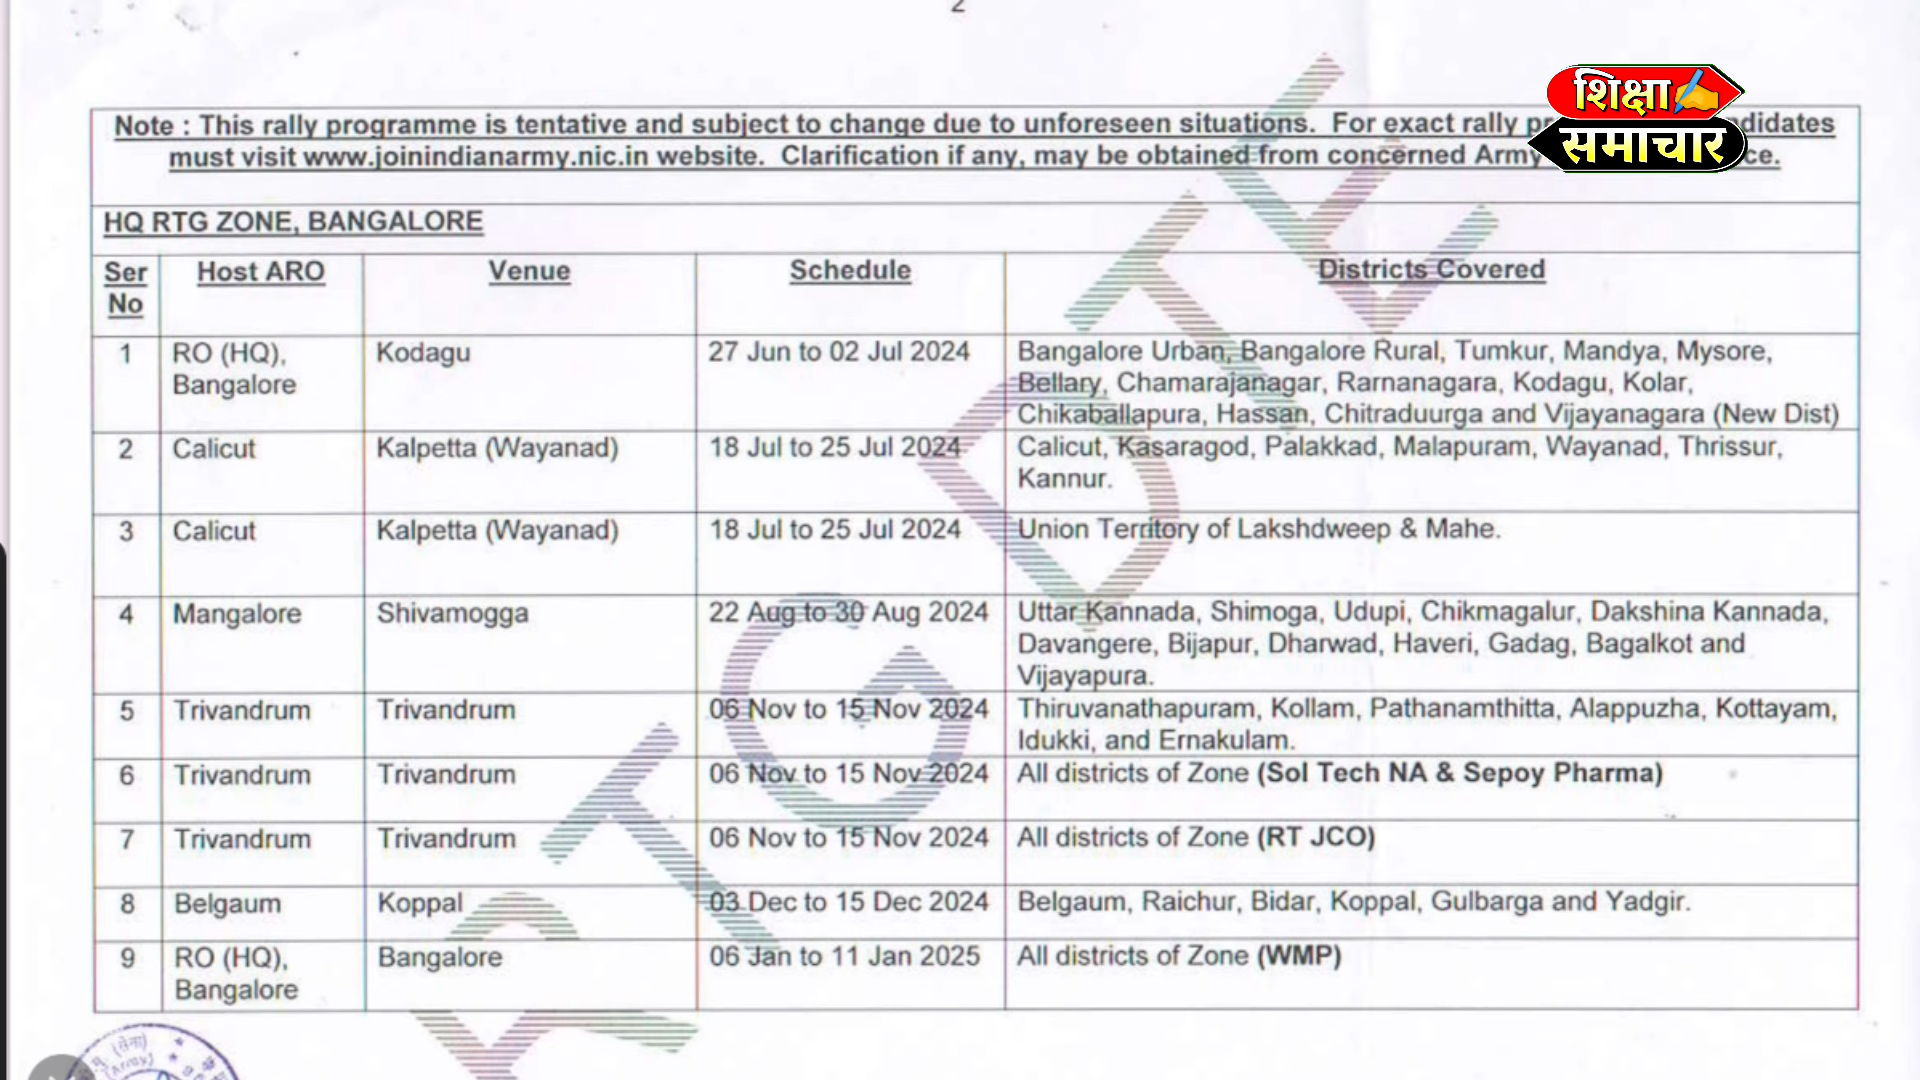 2
शिक्षा
समाचार
Note : This rally programme is tentative and subject to change due to unforeseen situations. For exact rally
must visit www.joinindianarmy.nic.in website. Clarification if any, may be obtained from concerned Army
HQ RTG ZONE, BANGALORE
Ser No Host ARO Venue Schedule Districts Covered
1 RO (HQ), Kodagu 27 Jun to 02 Jul 2024 Bangalore Urban, Bangalore Rural, Tumkur, Mandya, Mysore,
Bangalore Bellary, Chamarajanagar, Rarnanagara, Kodagu, Kolar,
Chikaballapura, Hassan, Chitraduurga and Vijayanagara (New Dist)
2 Calicut Kalpetta (Wayanad) 18 Jul to 25 Jul 2024 Calicut, Kasaragod, Palakkad, Malapuram, Wayanad, Thrissur,
Kannur.
3 Calicut Kalpetta (Wayanad) 18 Jul to 25 Jul 2024 Union Territory of Lakshdweep & Mahe.
4 Mangalore Shivamogga 22 Aug to 30 Aug 2024 Uttar Kannada, Shimoga, Udupi, Chikmagalur, Dakshina Kannada,
Davangere, Bijapur, Dharwad, Haveri, Gadag, Bagalkot and
Vijayapura.
5 Trivandrum Trivandrum 06 Nov to 15 Nov 2024 Thiruvanathapuram, Kollam, Pathanamthitta, Alappuzha, Kottayam,
Idukki, and Ernakulam.
6 Trivandrum Trivandrum 06 Nov to 15 Nov 2024 All districts of Zone (Sol Tech NA & Sepoy Pharma)
7 Trivandrum Trivandrum 06 Nov to 15 Nov 2024 All districts of Zone (RT JCO)
8 Belgaum Koppal 03 Dec to 15 Dec 2024 Belgaum, Raichur, Bidar, Koppal, Gulbarga and Yadgir.
9 RO (HQ), Bangalore 06 Jan to 11 Jan 2025 All districts of Zone (WMP)
Bangalore
(सेना)
(Army)